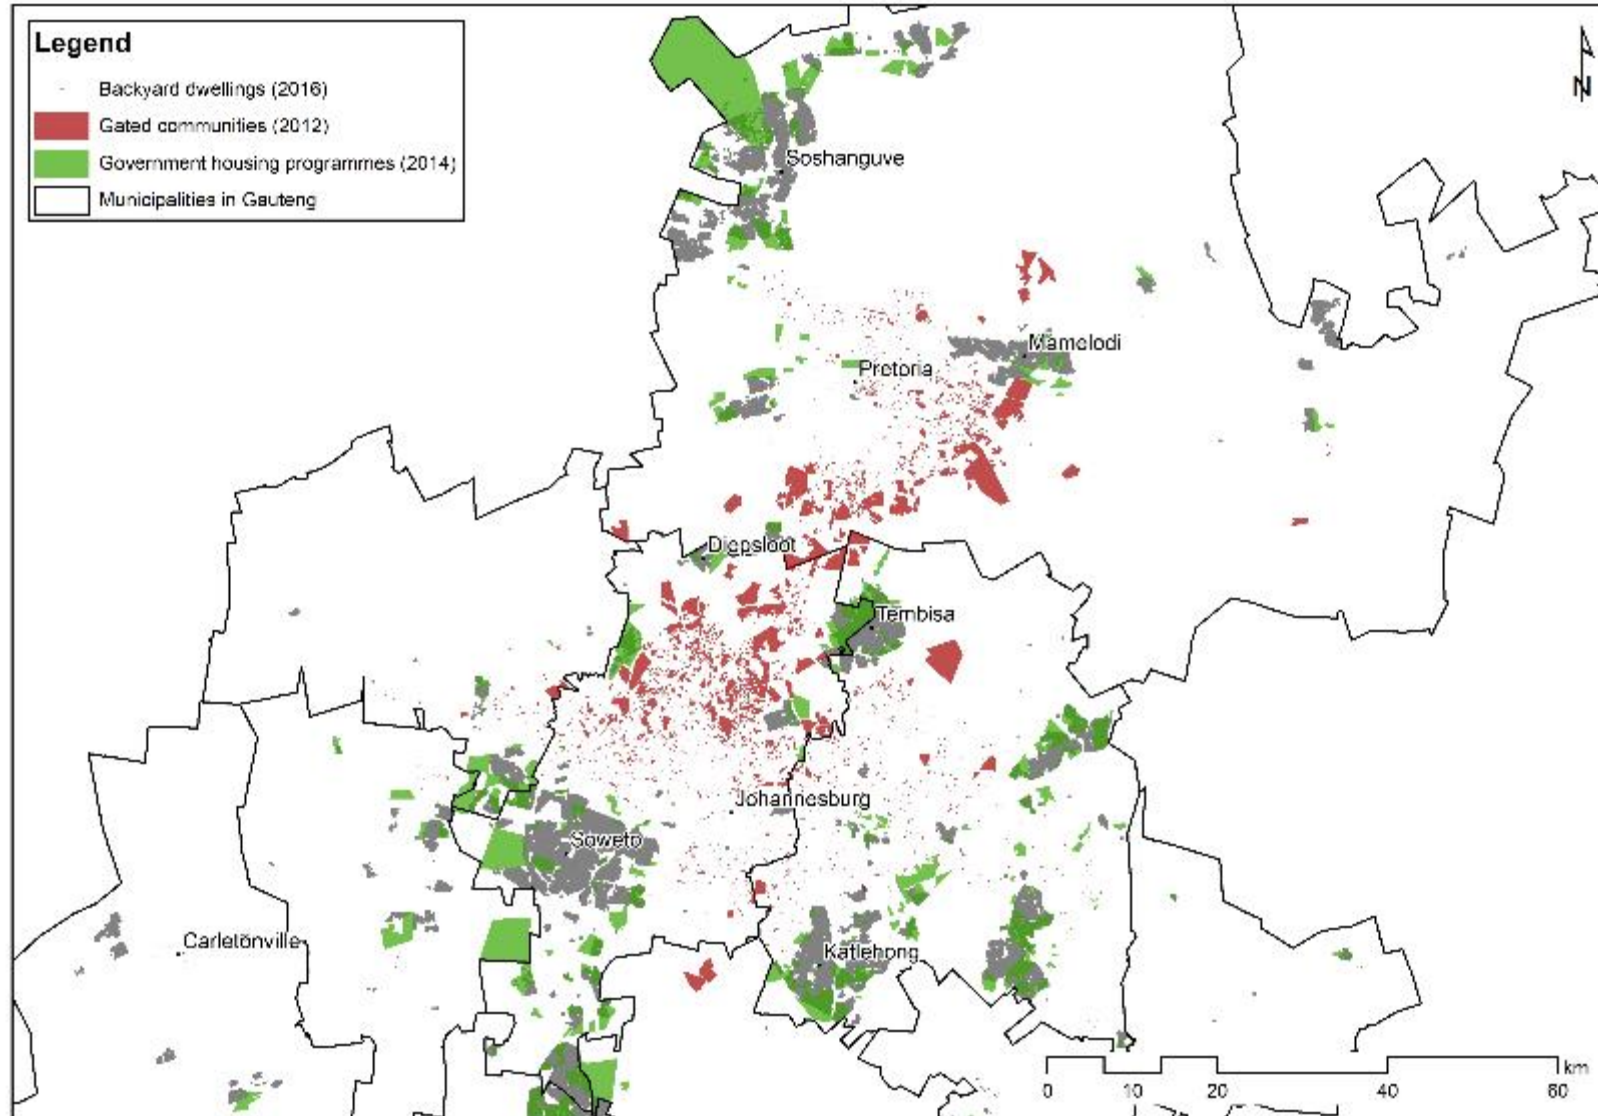 Legend
Backyard dwellings (2016)
Gated communities (2012)
Government housing programmes (2014)
Municipalities in Gauteng
N
Soshanguve
Mamelodi
Pretoria
Diepsloot
Tembisa
Johannesburg
Soweto
Carletonville
Katlehong
km
0 10 20 40 60